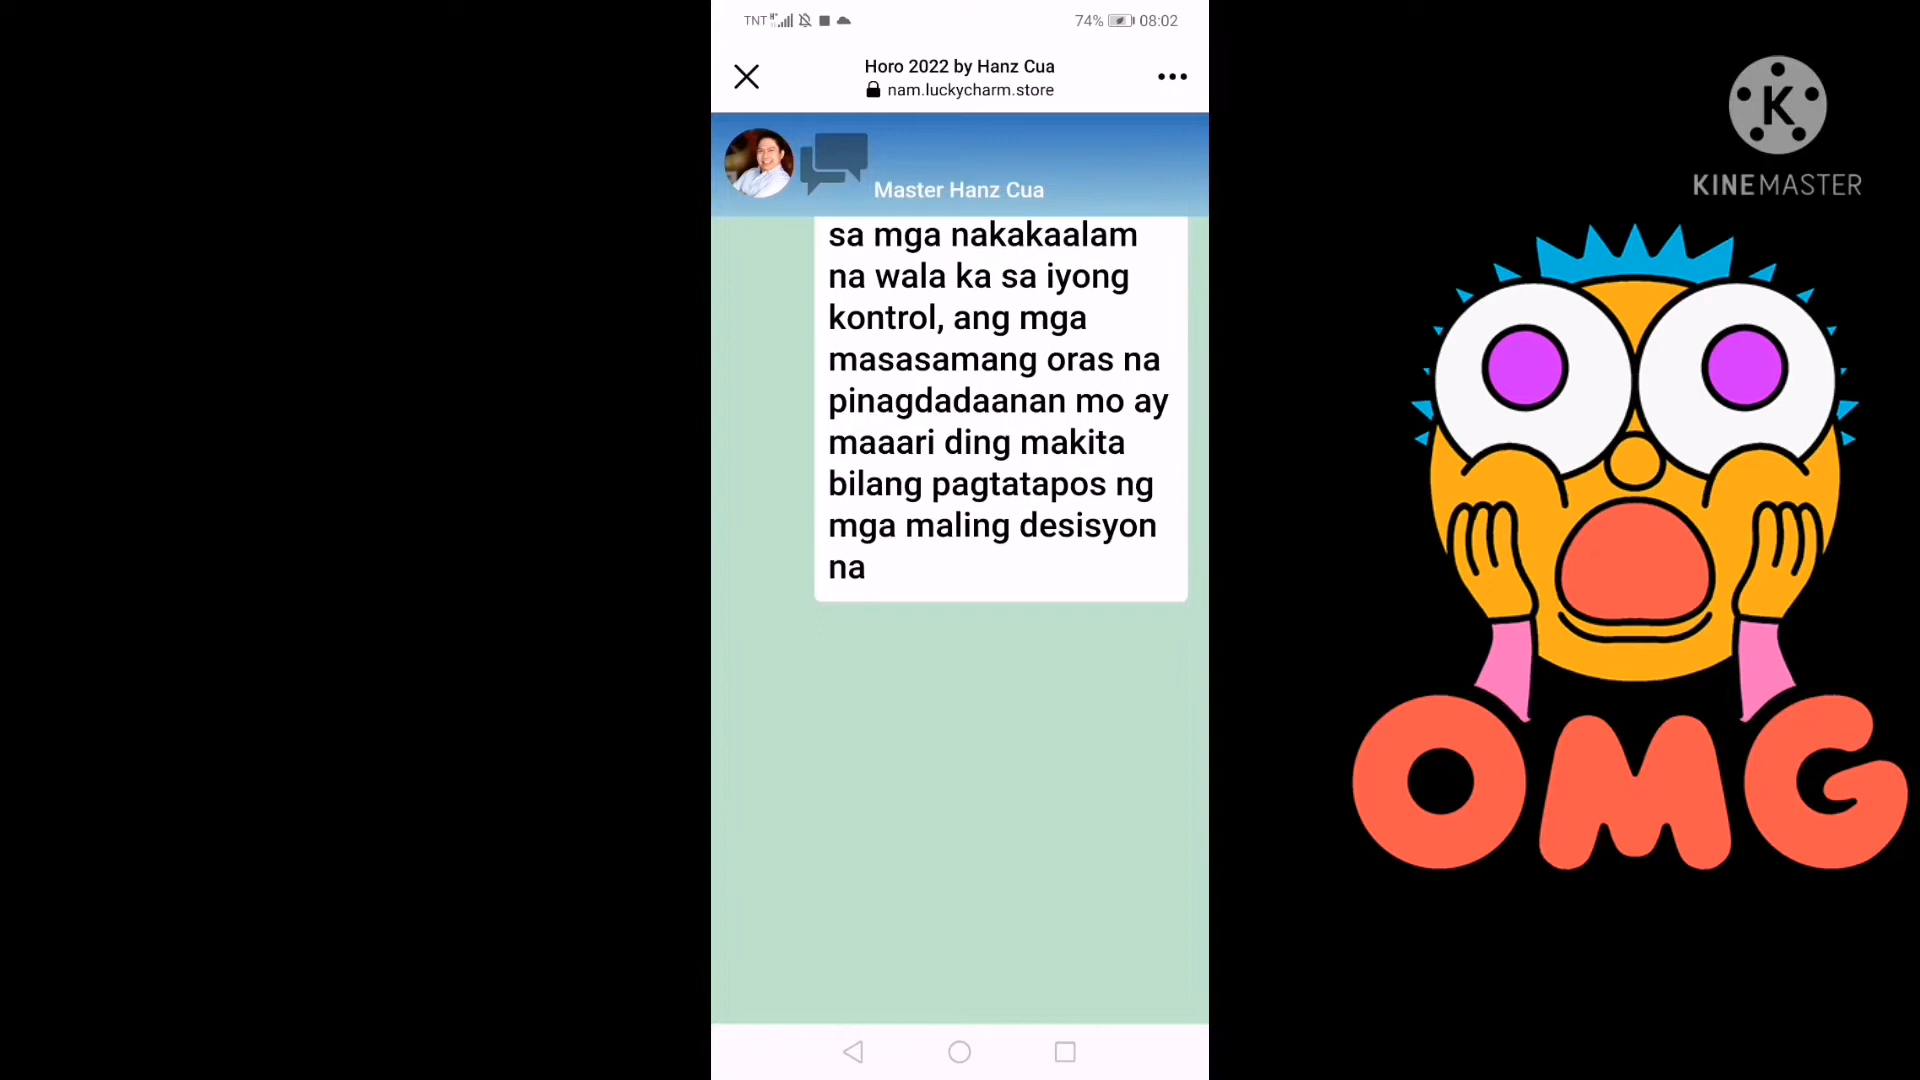 TNT
74% 08:02
Horo 2022 by Hanz Cua
nam.luckycharm.store
Master Hanz Cua
sa mga nakakaalam
na wala ka sa iyong
kontrol, ang mga
masasamang oras na
pinagdadaanan mo ay
maaari ding makita
bilang pagtatapos ng
mga maling desisyon
na
K
KINEMASTER
OMG